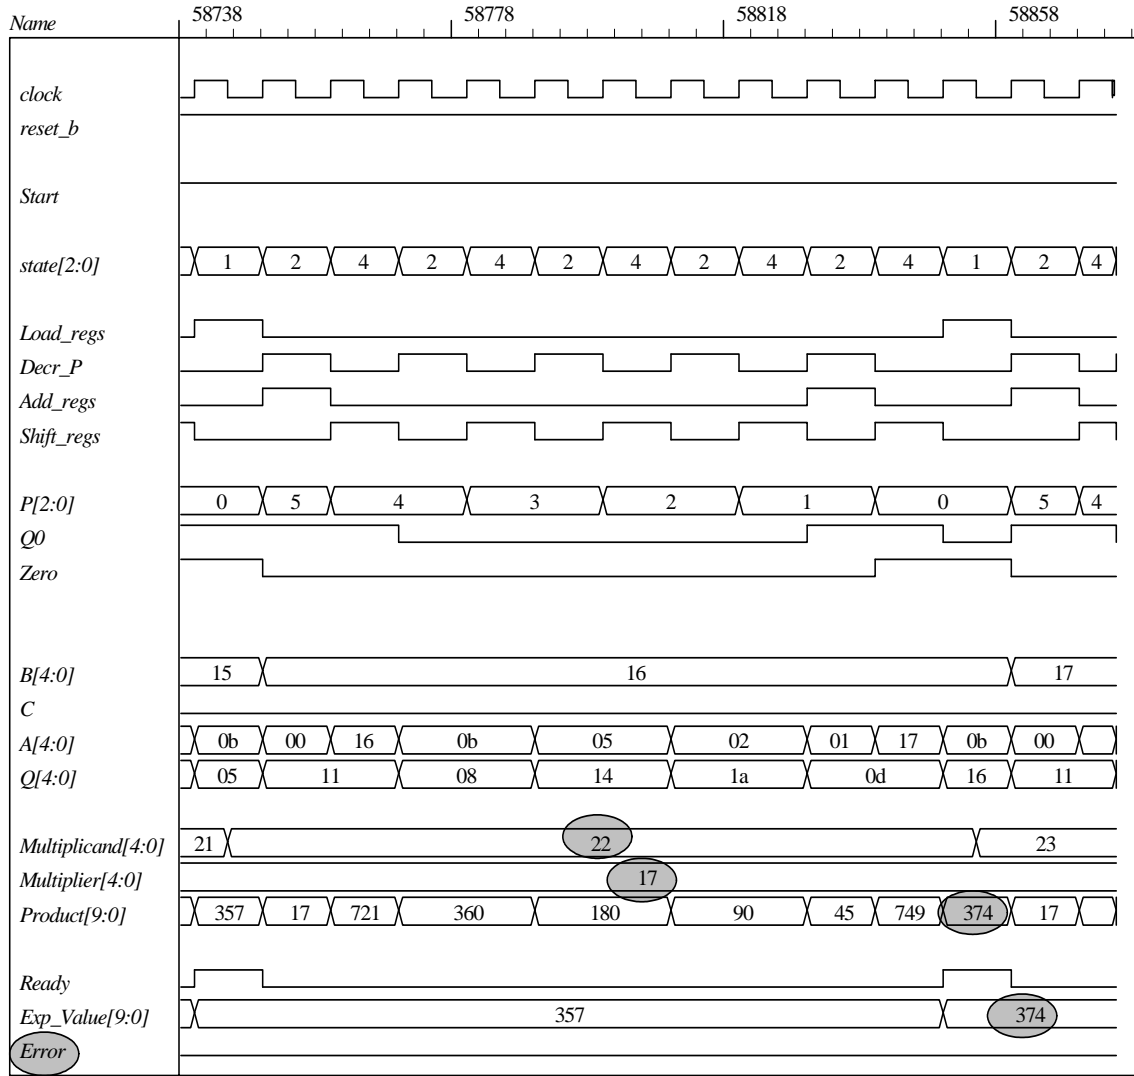 Name 58738 58778 58818 58858
clock
reset_b
Start
state[2:0] 1 2 4 2 4 2 4 2 4 2 4 1 2 4
Load_regs
Decr_P
Add_regs
Shift_regs
P[2:0] 0 5 4 3 2 1 0 5 4
Q0
Zero
B[4:0] 15 16 17
C
A[4:0] 0b 00 16 0b 05 02 01 17 0b 00
Q[4:0] 05 11 08 14 1a 0d 16 11
Multiplicand[4:0] 21 22 23
Multiplier[4:0] 17
Product[9:0] 357 17 721 360 180 90 45 749 374 17
Ready
Exp_Value[9:0] 357 374
Error